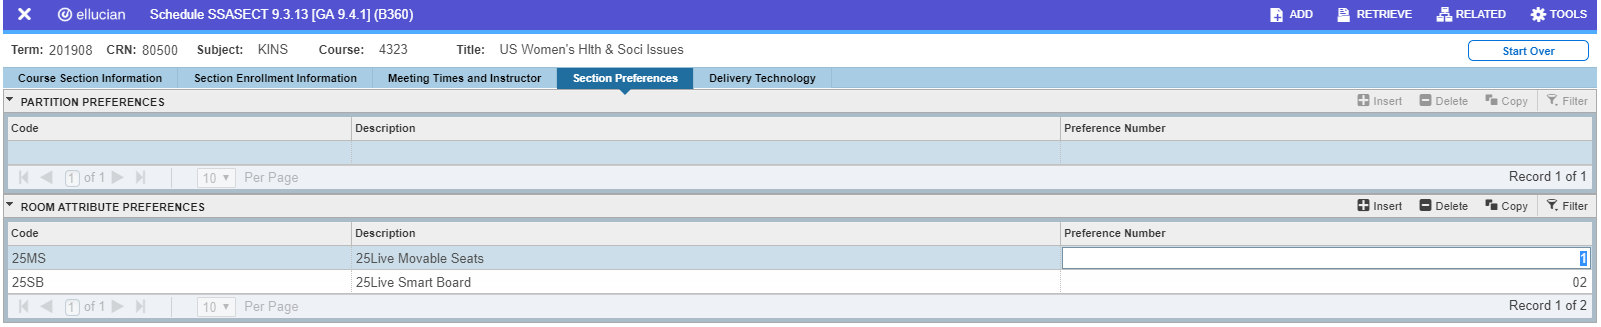 ellucian Schedule SSASECT 9.3.13 [GA 9.4.1] (B360) ADD RETRIEVE RELATED TOOLS
Term: 201908 CRN: 80500 Subject: KINS Course: 4323 Title: US Women's Hlth & Soci Issues Start Over
Course Section Information Section Enrollment Information Meeting Times and Instructor Section Preferences Delivery Technology
PARTITION PREFERENCES Insert Delete Copy Filter
Code Description Preference Number
1 of 1 10 Per Page Record 1 of 1
ROOM ATTRIBUTE PREFERENCES Insert Delete Copy Filter
Code Description Preference Number
25MS 25Live Movable Seats 1
25SB 25Live Smart Board 02
1 of 1 10 Per Page Record 1 of 2